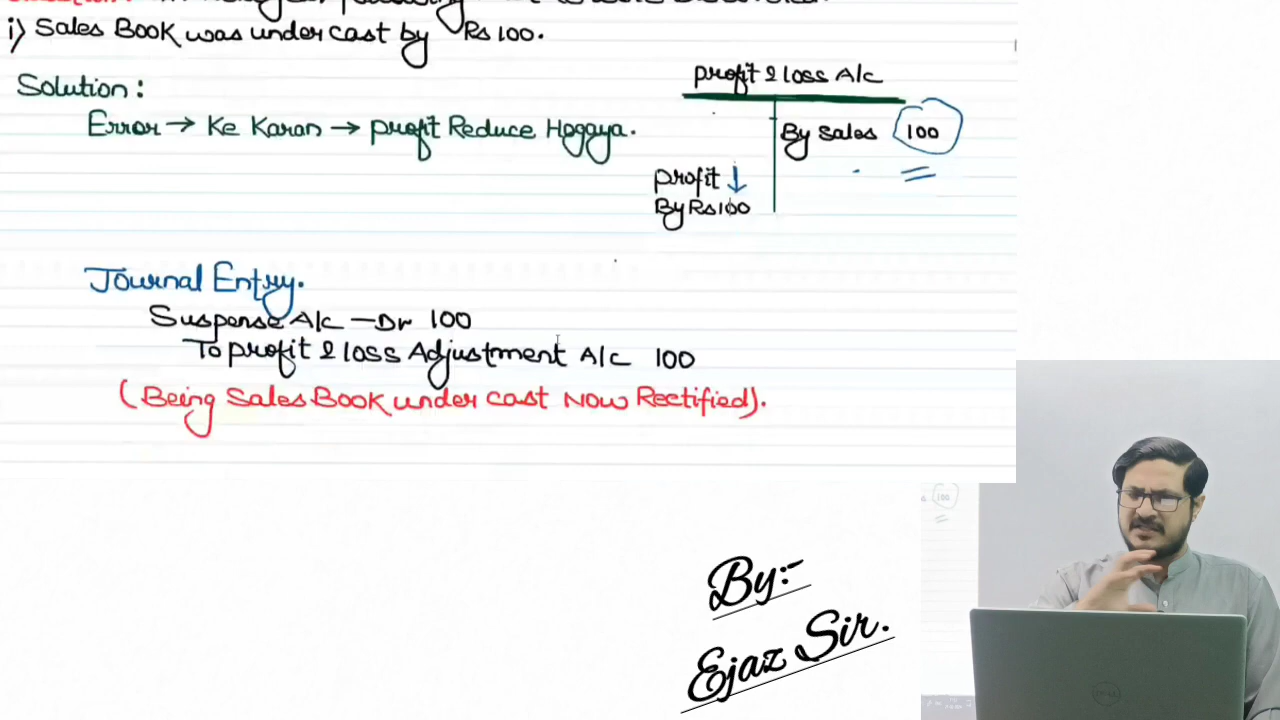 i) Sales Book was under cast by Rs 100.
Solution:
Error → Ke Karan → profit Reduce Hogaya.
profit & loss A/c
By Sales 100
profit ↓
By Rs 100
Journal Entry.
Suspense A/c — Dr 100
To profit & loss Adjustment A/c 100
(Being Sales Book under cast Now Rectified).
100
By:-
Ejaz Sir.
DELL